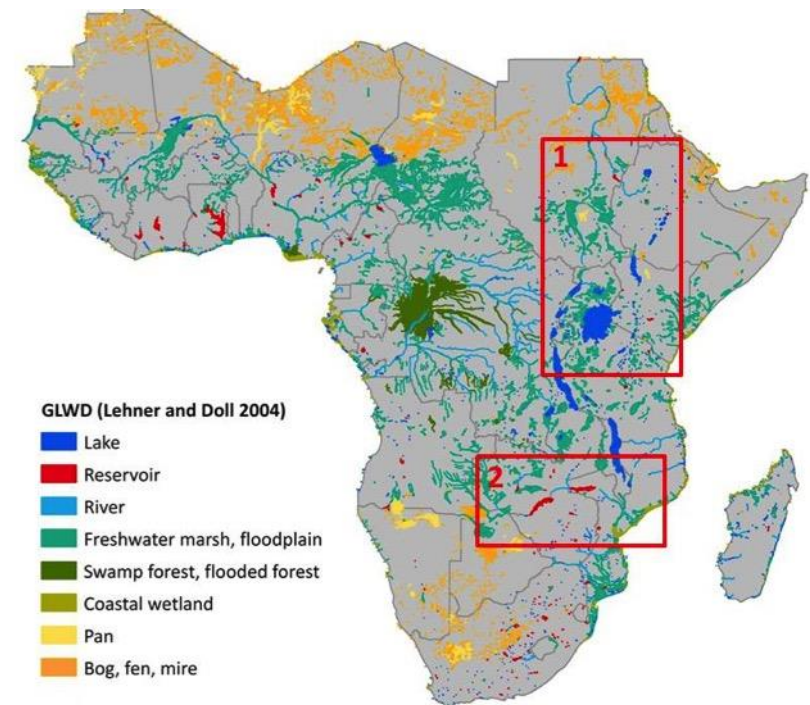 1
2
GLWD (Lehner and Doll 2004)
Lake
Reservoir
River
Freshwater marsh, floodplain
Swamp forest, flooded forest
Coastal wetland
Pan
Bog, fen, mire